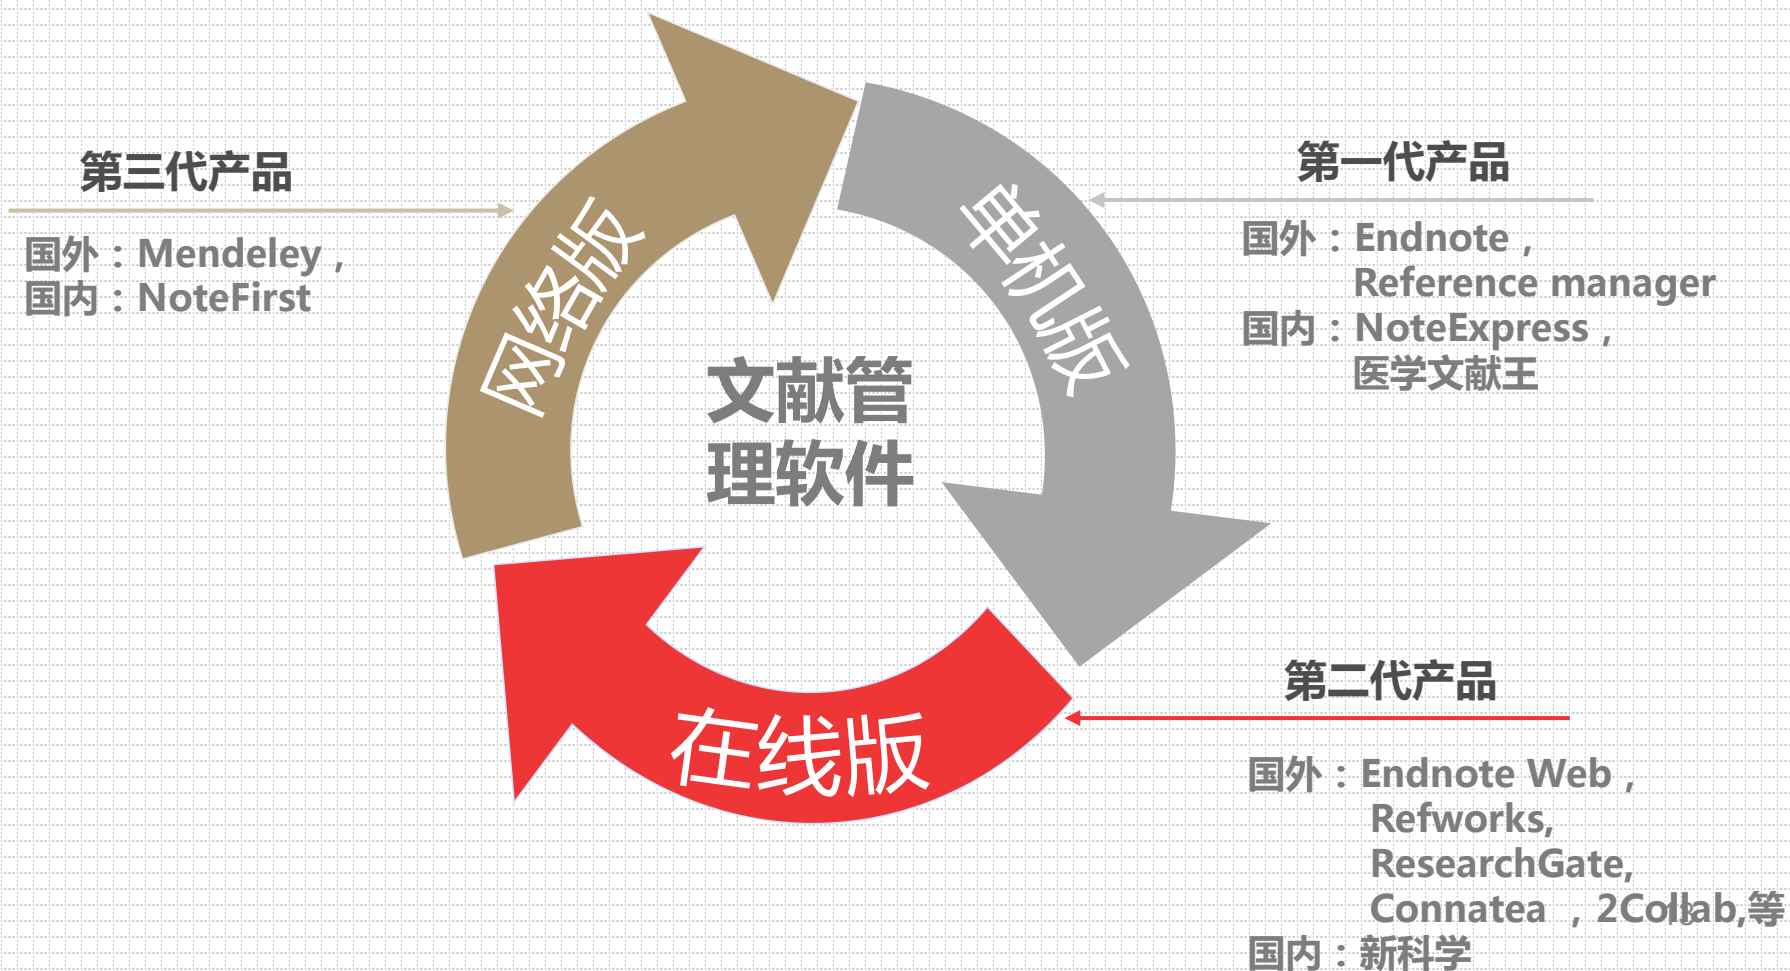 第三代产品
国外：Mendeley，
国内：NoteFirst
网络版
单机版
在线版
文献管
理软件
第一代产品
国外：Endnote，
Reference manager
国内：NoteExpress，
医学文献王
第二代产品
国外：Endnote Web，
Refworks,
ResearchGate,
Connatea ，2Collab,等
国内：新科学
13